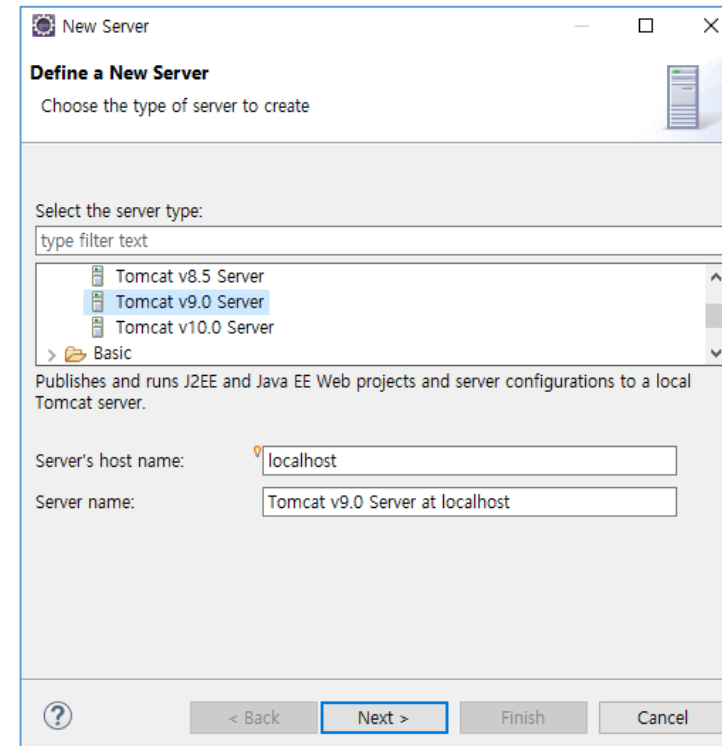 New Server
Define a New Server
Choose the type of server to create
Select the server type:
type filter text
Tomcat v8.5 Server
Tomcat v9.0 Server
Tomcat v10.0 Server
Basic
Publishes and runs J2EE and Java EE Web projects and server configurations to a local
Tomcat server.
Server's host name: localhost
Server name: Tomcat v9.0 Server at localhost
? < Back Next > Finish Cancel